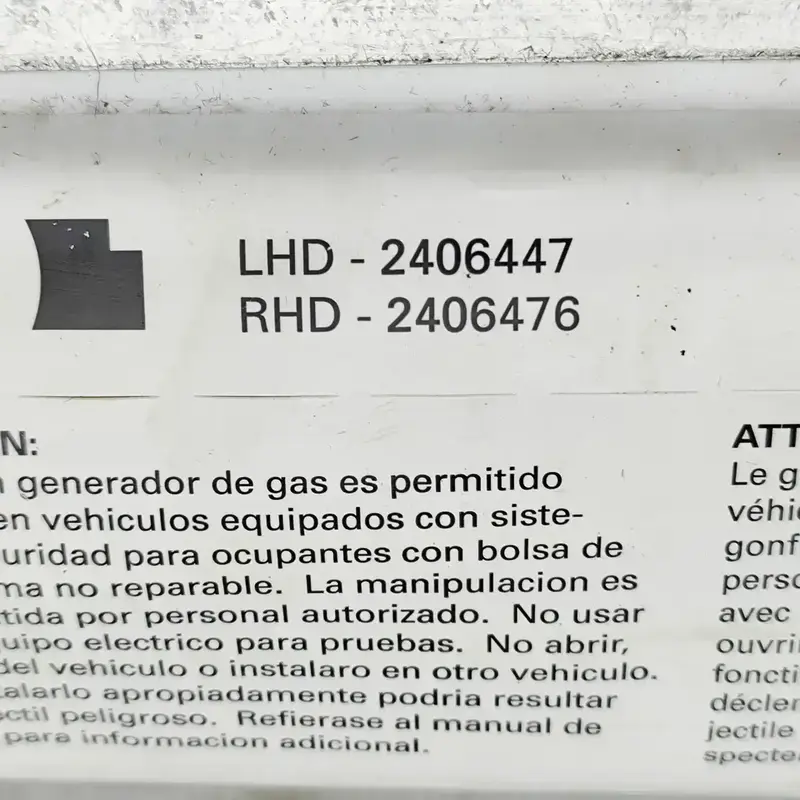 LHD - 2406447
RHD - 2406476
N:
generador de gas es permitido
en vehiculos equipados con siste-
uridad para ocupantes con bolsa de
ma no reparable. La manipulacion es
tida por personal autorizado. No usar
uipo electrico para pruebas. No abrir,
del vehiculo o instalaro en otro vehiculo.
alarlo apropiadamente podria resultar
ctil peligroso. Refierase al manual de
para informacion adicional.
ATT
Le g
véhi
gonf
perso
avec
ouvri
foncti
décler
jectile
specte